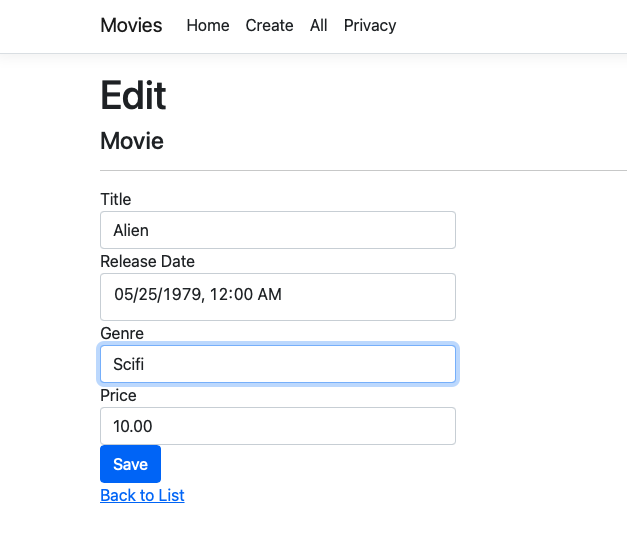 Movies Home Create All Privacy
Edit
Movie
Title
Alien
Release Date
05/25/1979, 12:00 AM
Genre
Scifi
Price
10.00
Save
Back to List